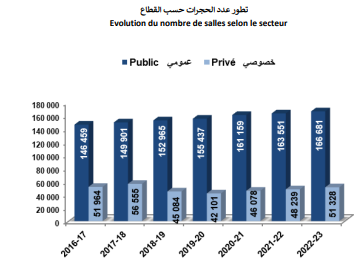 تطور عدد الحجرات حسب القطاع
Evolution du nombre de salles selon le secteur
Public عمومي Privé خصوصي
180 000
160 000
140 000
120 000
100 000
80 000
60 000
40 000
20 000
0
146 459 51 964 149 901 56 555 152 965 45 084 155 437 42 101 161 159 46 078 163 551 48 239 166 681 51 328
2016-17 2017-18 2018-19 2019-20 2020-21 2021-22 2022-23